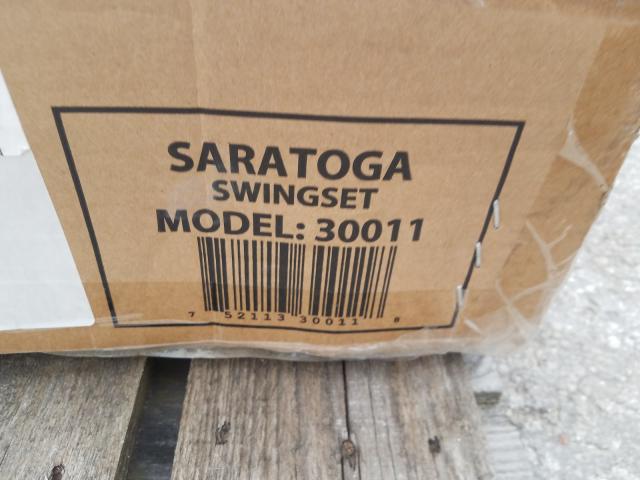 SARATOGA
SWINGSET
MODEL: 30011
7 52113 30011 8